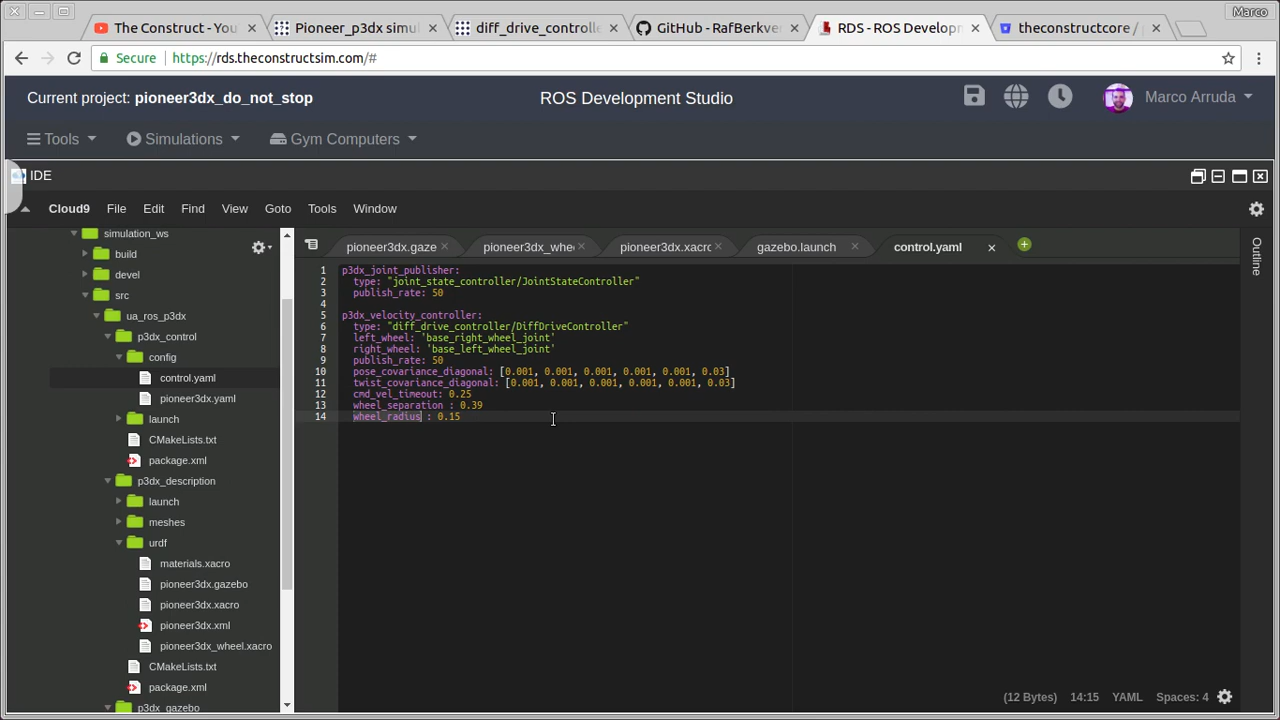 Marco
The Construct - You
Pioneer_p3dx simul
diff_drive_controlle
GitHub - RafBerkve
RDS - ROS Developn
theconstructcore /
Secure https://rds.theconstructsim.com/#
Current project: pioneer3dx_do_not_stop
ROS Development Studio
Marco Arruda
Tools
Simulations
Gym Computers
IDE
Cloud9 File Edit Find View Goto Tools Window
simulation_ws
build
devel
src
ua_ros_p3dx
p3dx_control
config
control.yaml
pioneer3dx.yaml
launch
CMakeLists.txt
package.xml
p3dx_description
launch
meshes
urdf
materials.xacro
pioneer3dx.gazebo
pioneer3dx.xacro
pioneer3dx.xml
pioneer3dx_wheel.xacro
CMakeLists.txt
package.xml
p3dx_gazebo
pioneer3dx.gaze
pioneer3dx_whe
pioneer3dx.xacro
gazebo.launch
control.yaml
1 p3dx_joint_publisher:
2 type: "joint_state_controller/JointStateController"
3 publish_rate: 50
4
5 p3dx_velocity_controller:
6 type: "diff_drive_controller/DiffDriveController"
7 left_wheel: 'base_right_wheel_joint'
8 right_wheel: 'base_left_wheel_joint'
9 publish_rate: 50
10 pose_covariance_diagonal: [0.001, 0.001, 0.001, 0.001, 0.001, 0.03]
11 twist_covariance_diagonal: [0.001, 0.001, 0.001, 0.001, 0.001, 0.03]
12 cmd_vel_timeout: 0.25
13 wheel_separation : 0.39
14 wheel_radius : 0.15
Outline
(12 Bytes) 14:15 YAML Spaces: 4